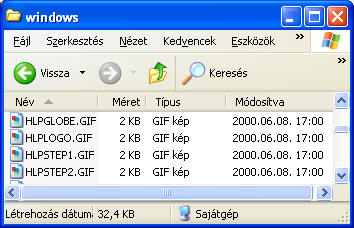 windows
Fájl Szerkesztés Nézet Kedvencek Eszközök »
Vissza » Keresés
Név Méret Típus Módosítva
HLPGLOBE.GIF 2 KB GIF kép 2000.06.08. 17:00
HLPLOGO.GIF 2 KB GIF kép 2000.06.08. 17:00
HLPSTEP1.GIF 2 KB GIF kép 2000.06.08. 17:00
HLPSTEP2.GIF 2 KB GIF kép 2000.06.08. 17:00
Létrehozás dátuma 32,4 KB Sajátgép